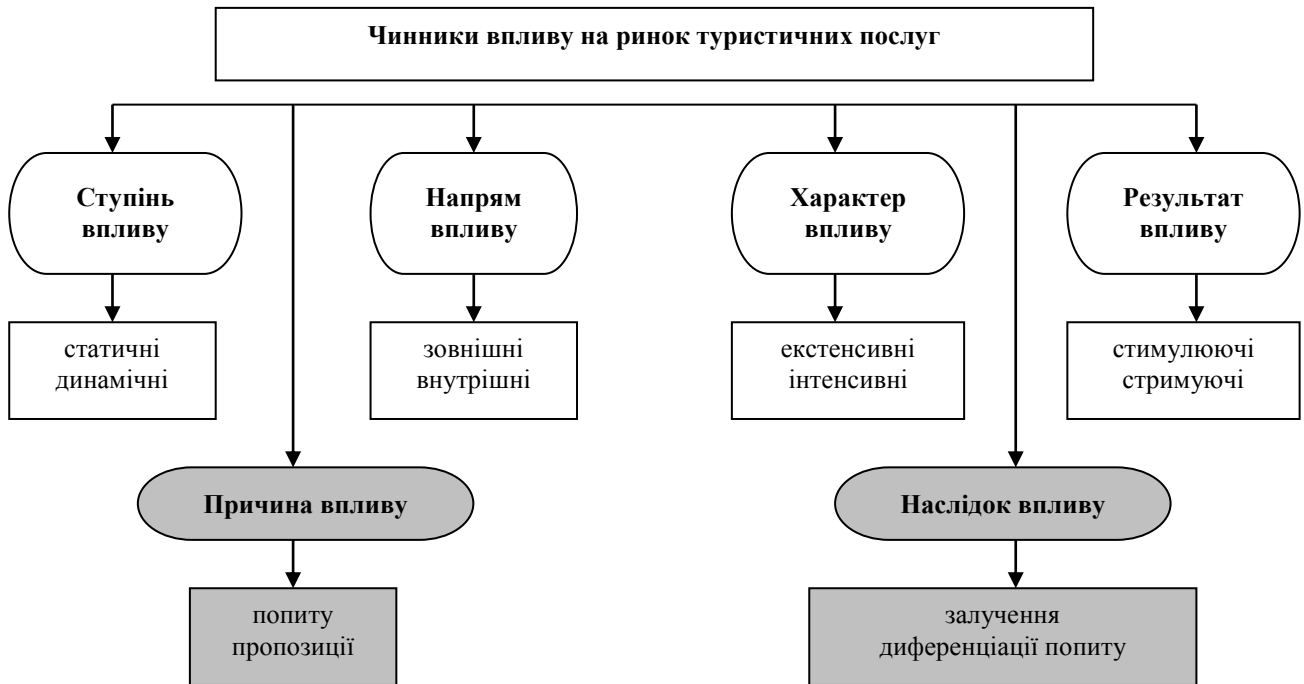 Чинники впливу на ринок туристичних послуг
Ступінь
впливу
Напрям
впливу
Характер
впливу
Результат
впливу
статичні
динамічні
зовнішні
внутрішні
екстенсивні
інтенсивні
стимулюючі
стримуючі
Причина впливу
Наслідок впливу
попиту
пропозиції
залучення
диференціації попиту